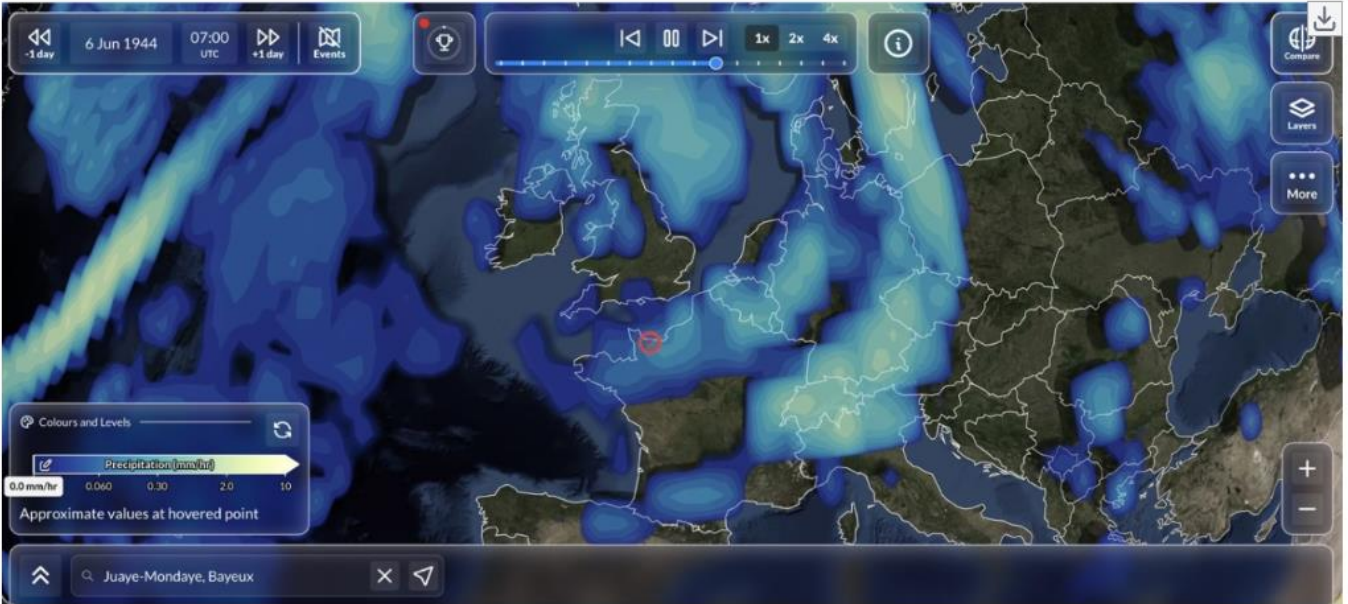 -1 day
6 Jun 1944
07:00
UTC
+1 day
Events
1x 2x 4x
Compare
Layers
More
Colours and Levels
Precipitation (mm/hr)
0.0 mm/hr 0.060 0.30 2.0 10
Approximate values at hovered point
Juaye-Mondaye, Bayeux